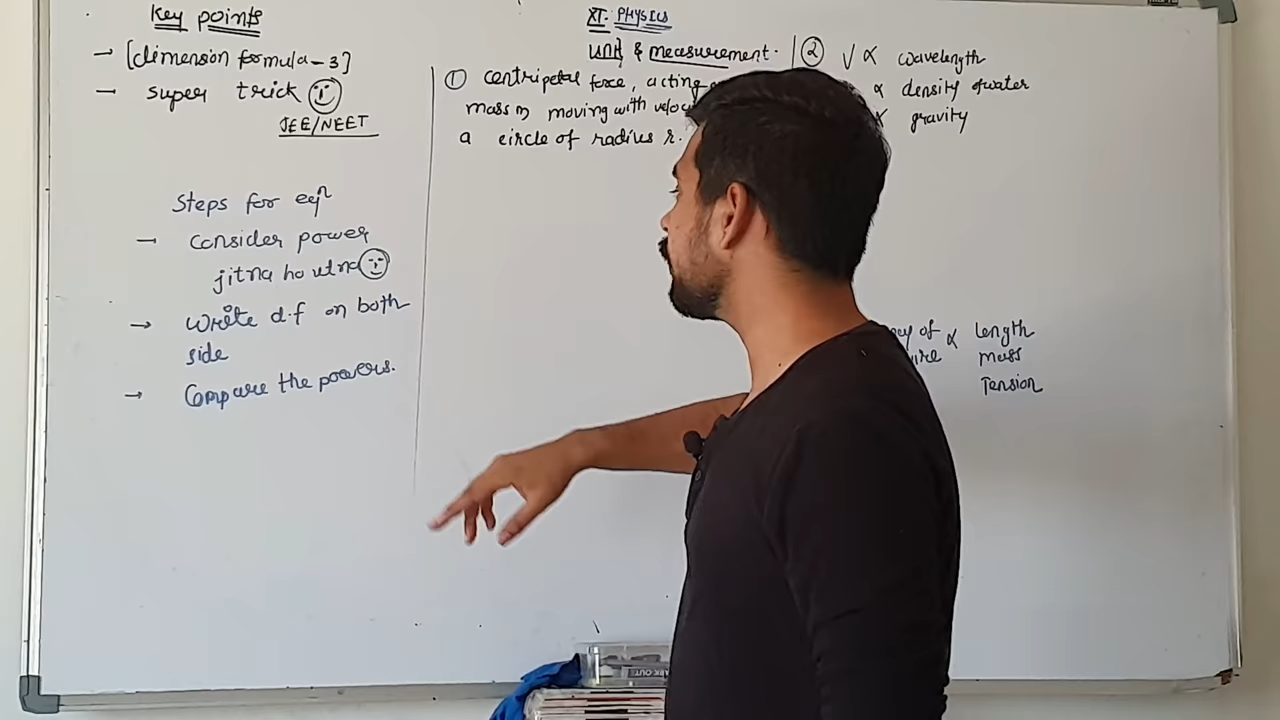 Key points
→ [dimension formula-3]
→ super trick
JEE/NEET
Steps for eqn
- consider power
jitna ho utna
→ Write d.f on both
side
→ Compare the powers.
XI. PHYSICS
Unit & measurement.
① centripetal force, acting
mass m moving with
a circle of radius r.
② V ∝ wavelength
∝ density of water
∝ gravity
of ∝ length
mass
Tension